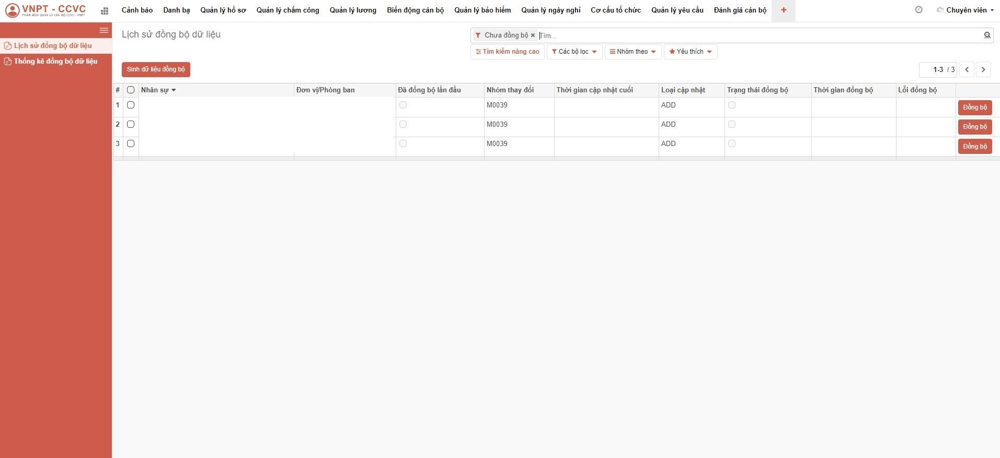 VNPT - CCVC
PHẦN MỀM QUẢN LÝ CÁN BỘ CCVC - VNPT
Cảnh báo Danh bạ Quản lý hồ sơ Quản lý chấm công Quản lý lương Biến động cán bộ Quản lý bảo hiểm Quản lý ngày nghỉ Cơ cấu tổ chức Quản lý yêu cầu Đánh giá cán bộ + Chuyên viên
Lịch sử đồng bộ dữ liệu
Thống kê đồng bộ dữ liệu
Lịch sử đồng bộ dữ liệu
Chưa đồng bộ × Tìm...
Tìm kiếm nâng cao Các bộ lọc Nhóm theo Yêu thích
Sinh dữ liệu đồng bộ 1-3 / 3
# Nhân sự Đơn vị/Phòng ban Đã đồng bộ lần đầu Nhóm thay đổi Thời gian cập nhật cuối Loại cập nhật Trạng thái đồng bộ Thời gian đồng bộ Lỗi đồng bộ
1 M0039 ADD Đồng bộ
2 M0039 ADD Đồng bộ
3 M0039 ADD Đồng bộ